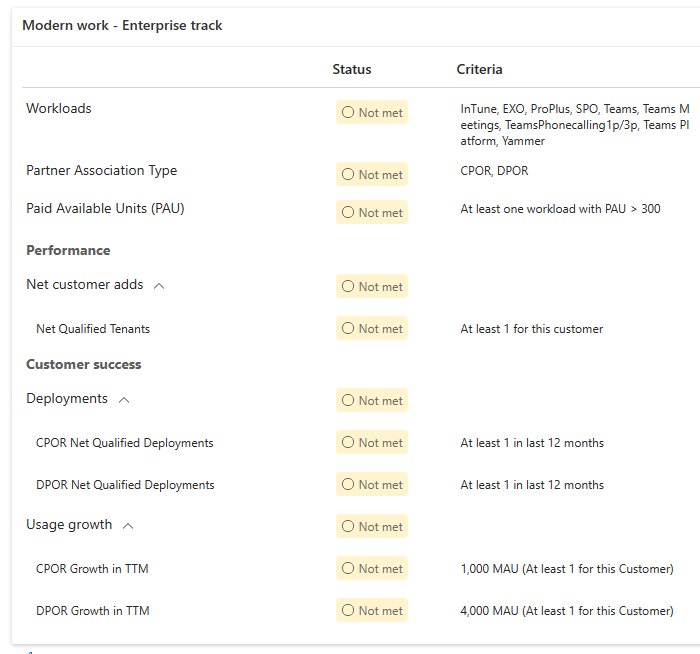 Modern work - Enterprise track
Status Criteria
Workloads Not met InTune, EXO, ProPlus, SPO, Teams, Teams M
eetings, TeamsPhonecalling1p/3p, Teams Pl
atform, Yammer
Partner Association Type Not met CPOR, DPOR
Paid Available Units (PAU) Not met At least one workload with PAU > 300
Performance
Net customer adds Not met
Net Qualified Tenants Not met At least 1 for this customer
Customer success
Deployments Not met
CPOR Net Qualified Deployments Not met At least 1 in last 12 months
DPOR Net Qualified Deployments Not met At least 1 in last 12 months
Usage growth Not met
CPOR Growth in TTM Not met 1,000 MAU (At least 1 for this Customer)
DPOR Growth in TTM Not met 4,000 MAU (At least 1 for this Customer)